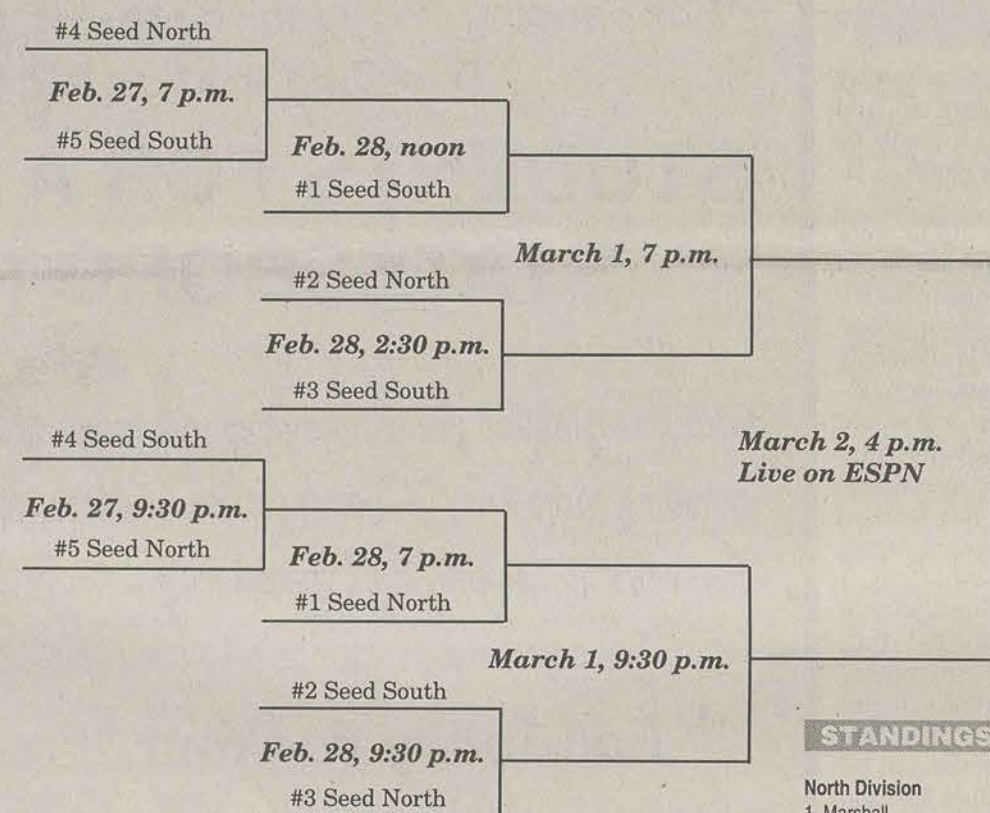 #4 Seed North
Feb. 27, 7 p.m.
#5 Seed South
Feb. 28, noon
#1 Seed South
March 1, 7 p.m.
#2 Seed North
Feb. 28, 2:30 p.m.
#3 Seed South
#4 Seed South
March 2, 4 p.m.
Live on ESPN
Feb. 27, 9:30 p.m.
#5 Seed North
Feb. 28, 7 p.m.
#1 Seed North
March 1, 9:30 p.m.
#2 Seed South
Feb. 28, 9:30 p.m.
#3 Seed North
STANDINGS
North Division
1. Marshall